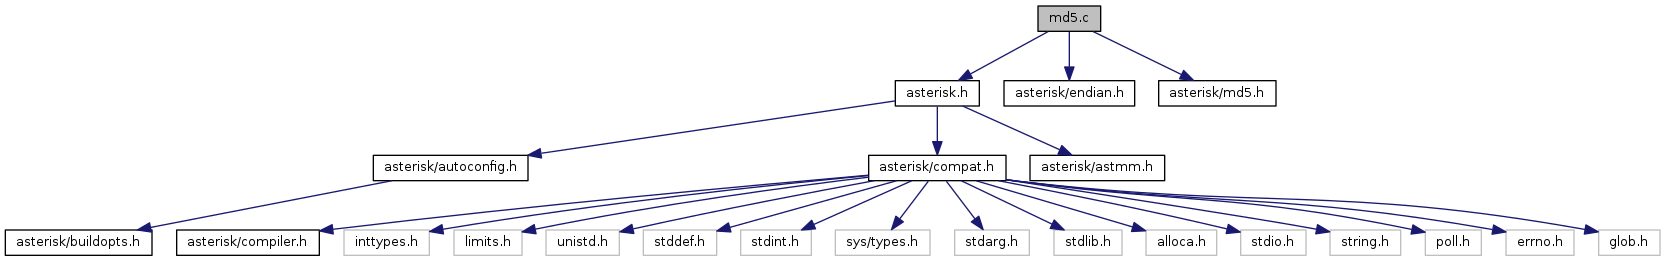 md5.c
asterisk.h
asterisk/endian.h
asterisk/md5.h
asterisk/autoconfig.h
asterisk/compat.h
asterisk/astmm.h
asterisk/buildopts.h
asterisk/compiler.h
inttypes.h
limits.h
unistd.h
stddef.h
stdint.h
sys/types.h
stdarg.h
stdlib.h
alloca.h
stdio.h
string.h
poll.h
errno.h
glob.h